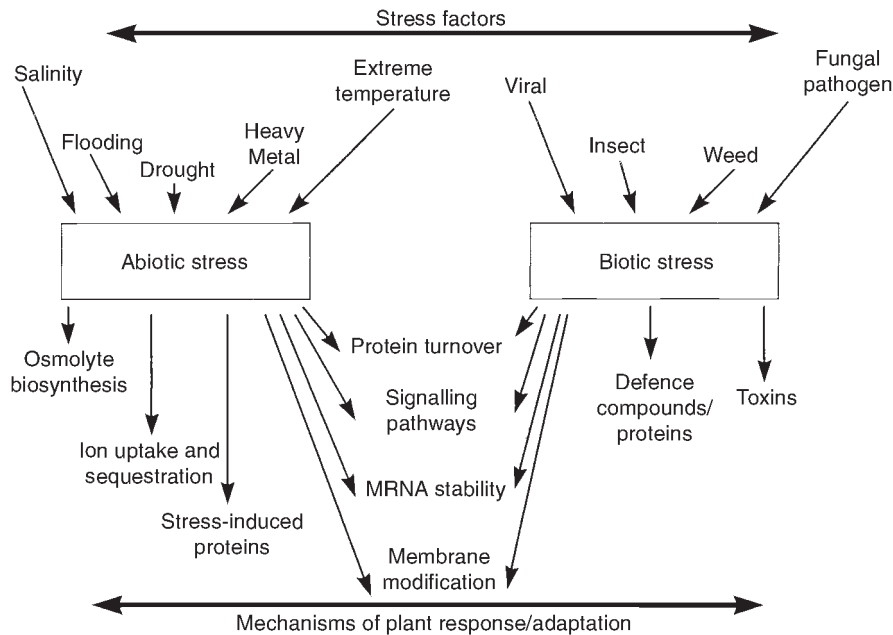 Stress factors
Salinity
Flooding
Drought
Heavy
Metal
Extreme
temperature
Viral
Insect
Weed
Fungal
pathogen
Abiotic stress
Biotic stress
Osmolyte
biosynthesis
Ion uptake and
sequestration
Stress-induced
proteins
Protein turnover
Signalling
pathways
MRNA stability
Membrane
modification
Defence
compounds/
proteins
Toxins
Mechanisms of plant response/adaptation